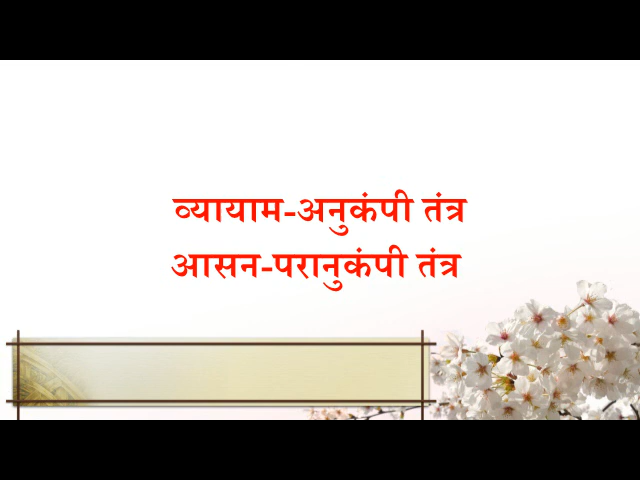 व्यायाम-अनुकंपी तंत्र
आसन-परानुकंपी तंत्र